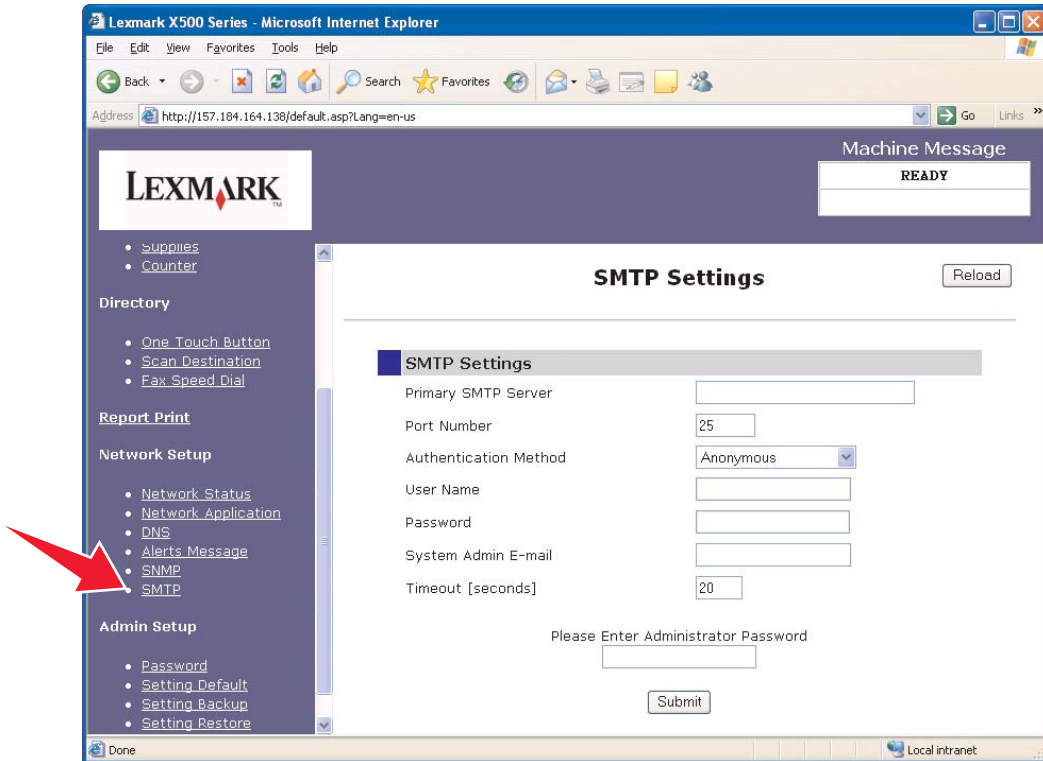 Lexmark X500 Series - Microsoft Internet Explorer
File Edit View Favorites Tools Help
Back Search Favorites
Address http://157.184.164.138/default.asp?Lang=en-us Go Links »
LEXMARK TM
Machine Message
READY
Supplies
Counter
Directory
One Touch Button
Scan Destination
Fax Speed Dial
Report Print
Network Setup
Network Status
Network Application
DNS
Alerts Message
SNMP
SMTP
Admin Setup
Password
Setting Default
Setting Backup
Setting Restore
SMTP Settings Reload
SMTP Settings
Primary SMTP Server
Port Number 25
Authentication Method Anonymous
User Name
Password
System Admin E-mail
Timeout [seconds] 20
Please Enter Administrator Password
Submit
Done Local intranet